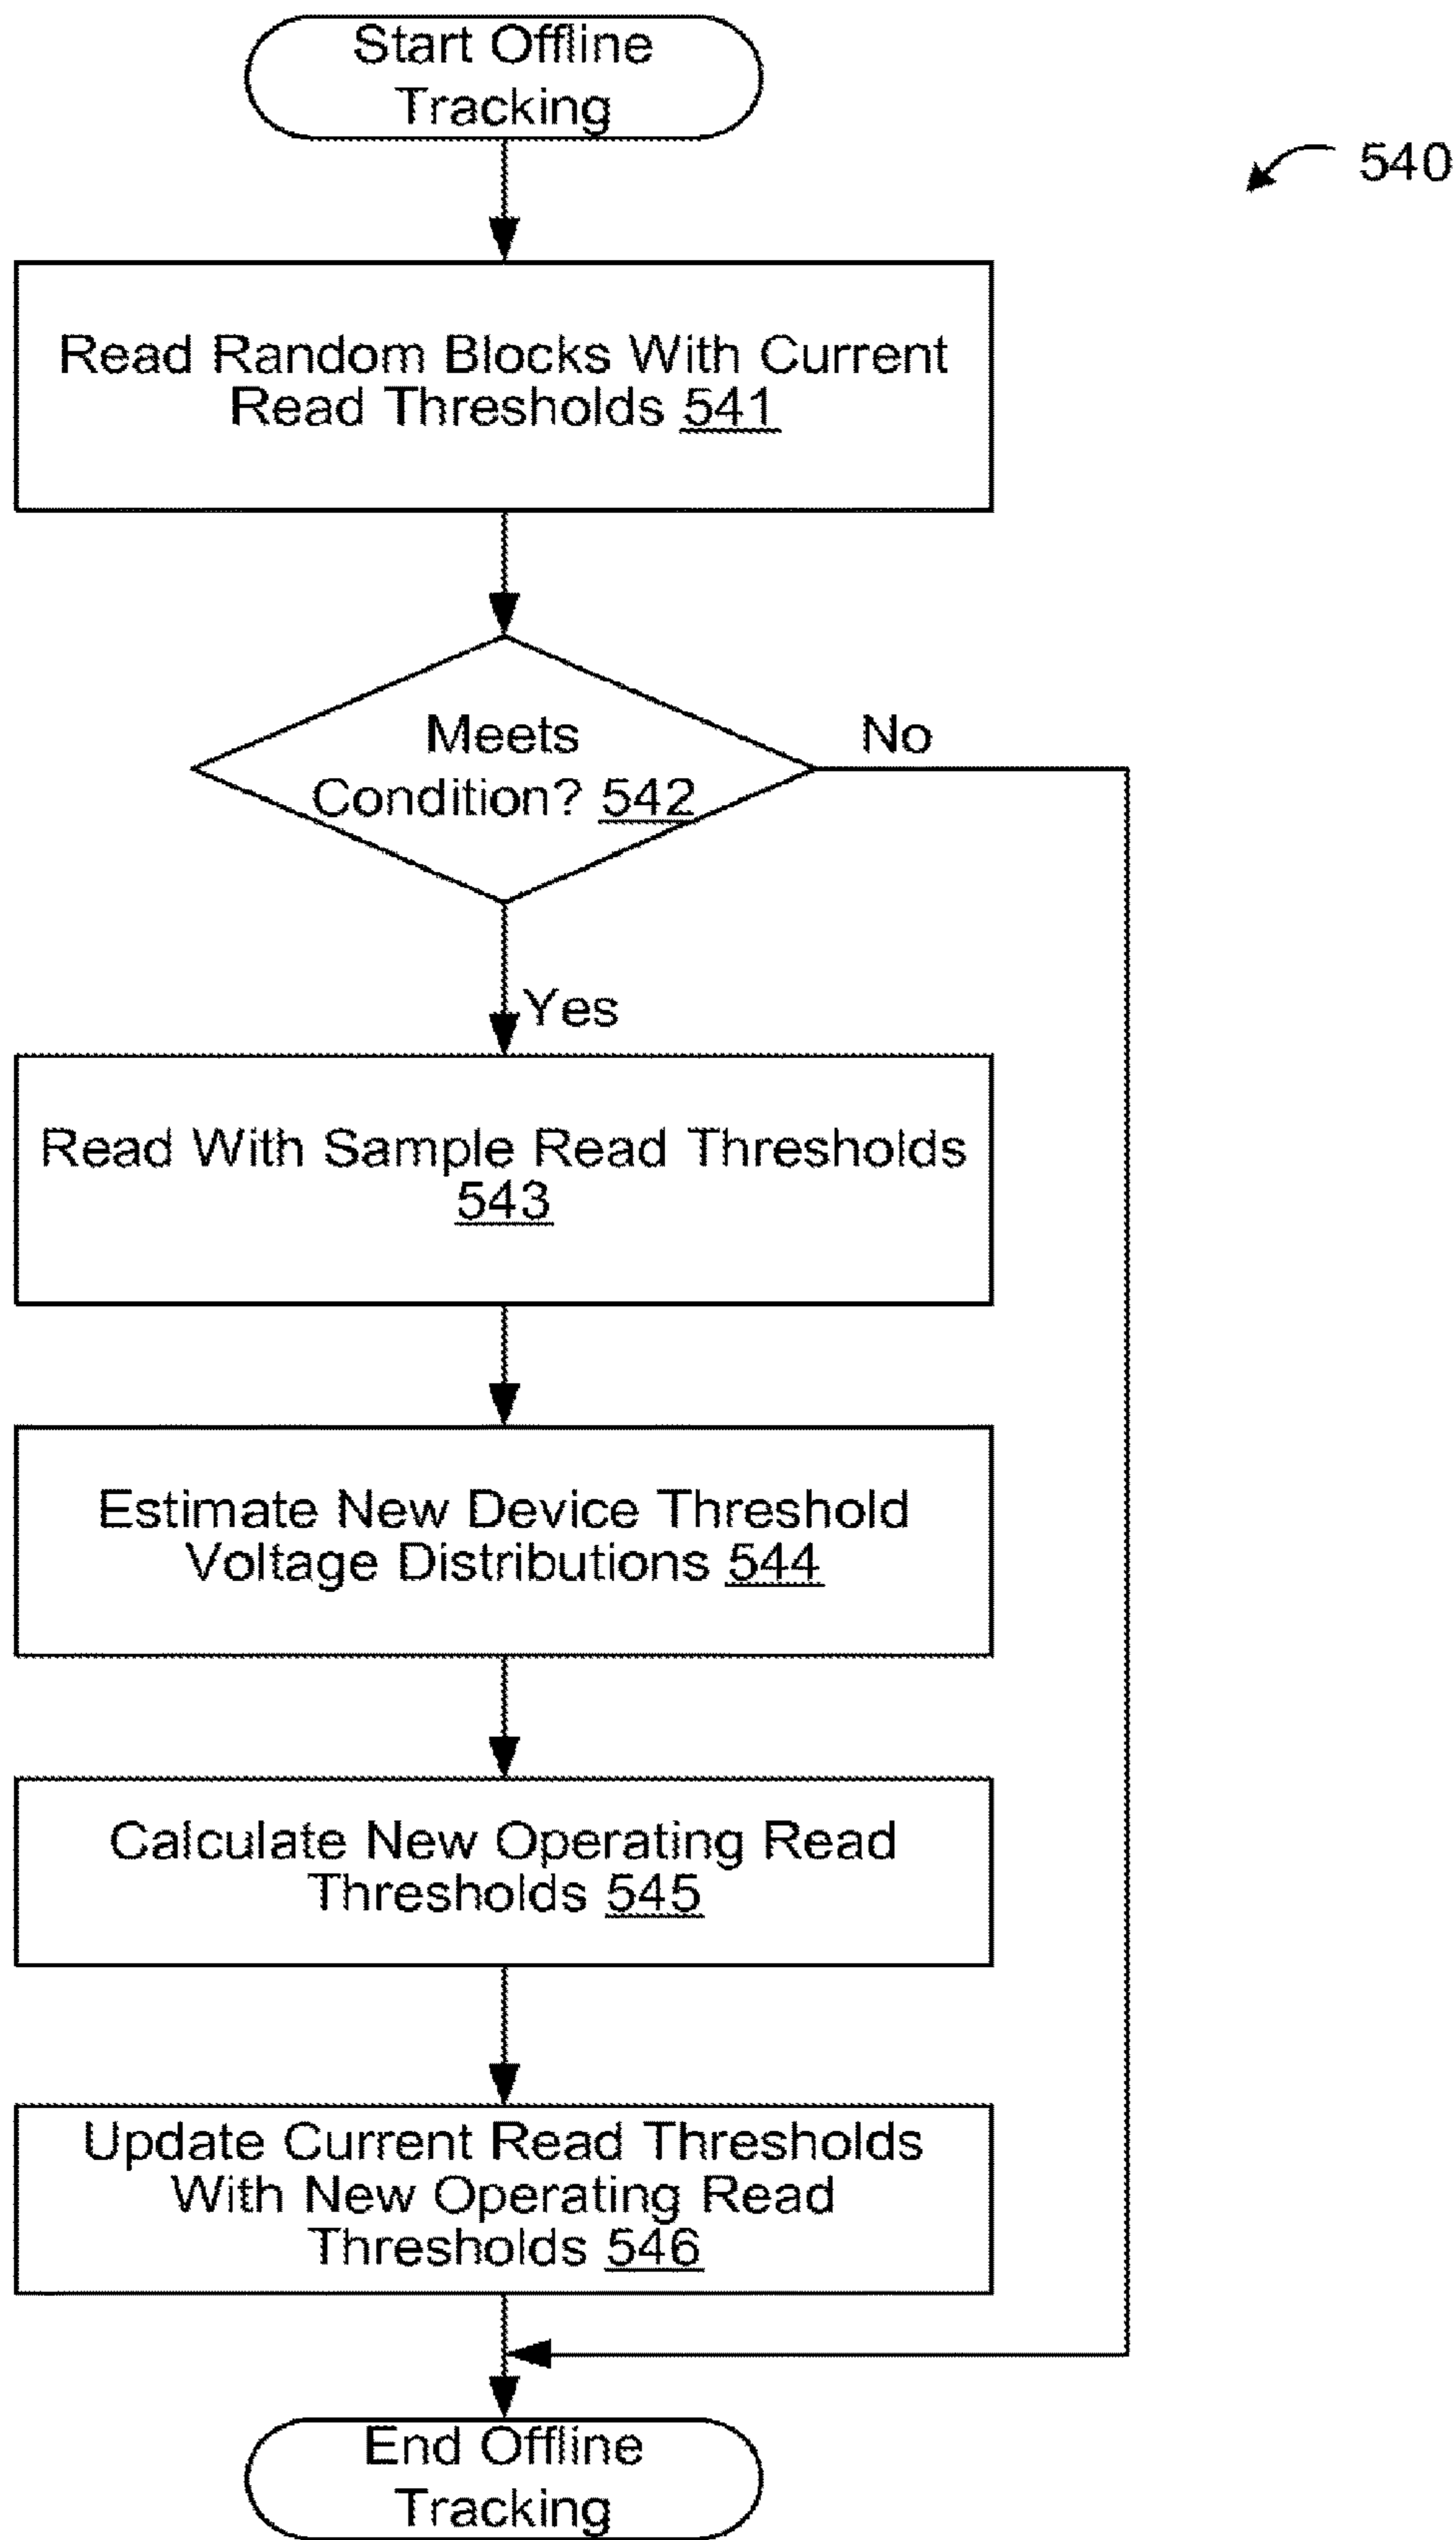 Start Offline
Tracking
540
Read Random Blocks With Current
Read Thresholds 541
Meets
Condition? 542
No
Yes
Read With Sample Read Thresholds
543
Estimate New Device Threshold
Voltage Distributions 544
Calculate New Operating Read
Thresholds 545
Update Current Read Thresholds
With New Operating Read
Thresholds 546
End Offline
Tracking